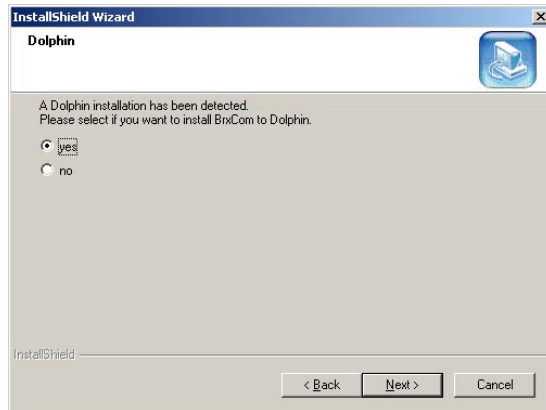 InstallShield Wizard
Dolphin
A Dolphin installation has been detected.
Please select if you want to install BrxCom to Dolphin.
yes
no
InstallShield
< Back Next > Cancel